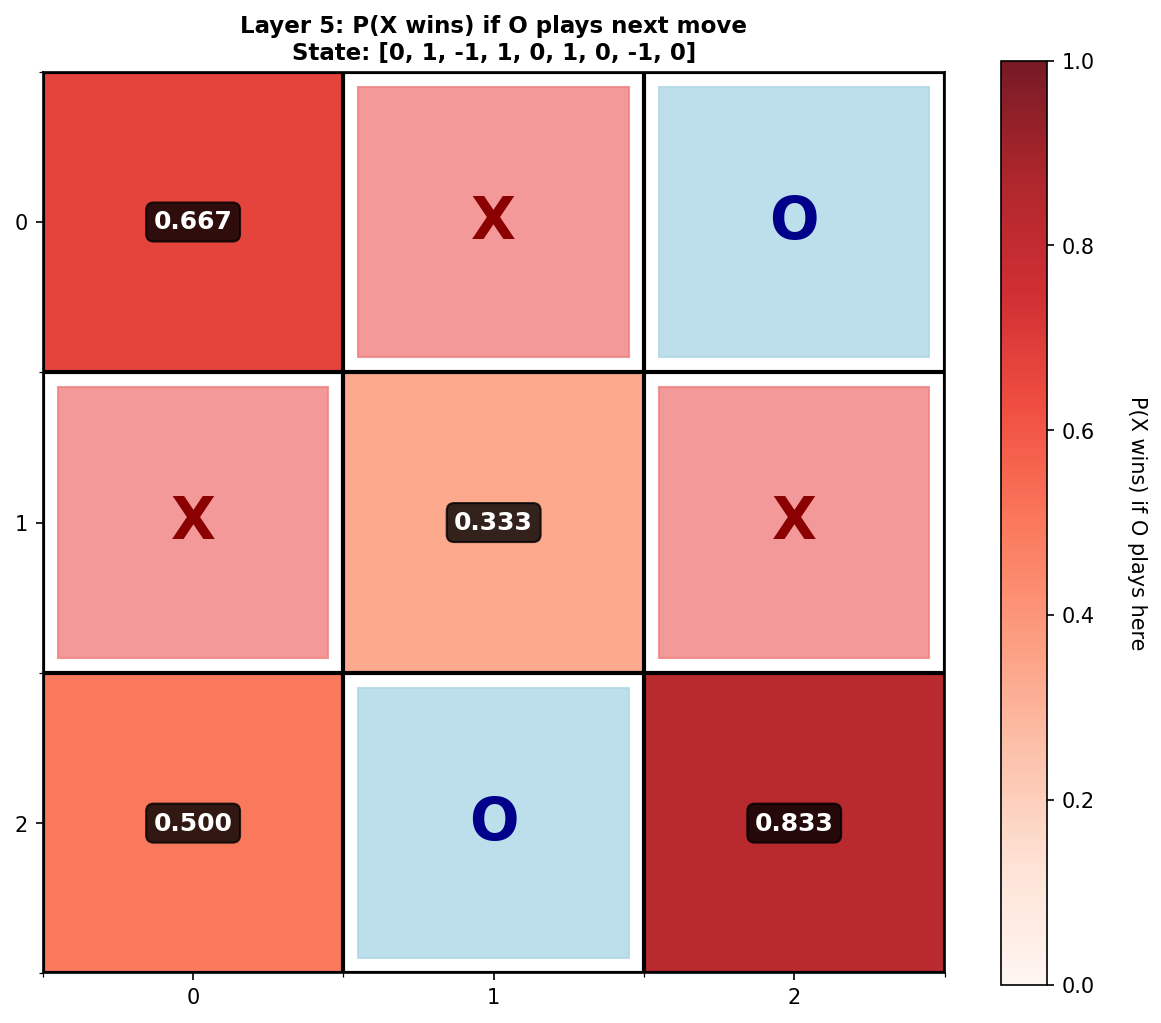 Layer 5: P(X wins) if O plays next move
State: [0, 1, -1, 1, 0, 1, 0, -1, 0]
0
0.667
X
O
1
X
0.333
X
2
0.500
O
0.833
0
1
2
1.0
0.8
0.6
0.4
0.2
0.0
P(X wins) if O plays here